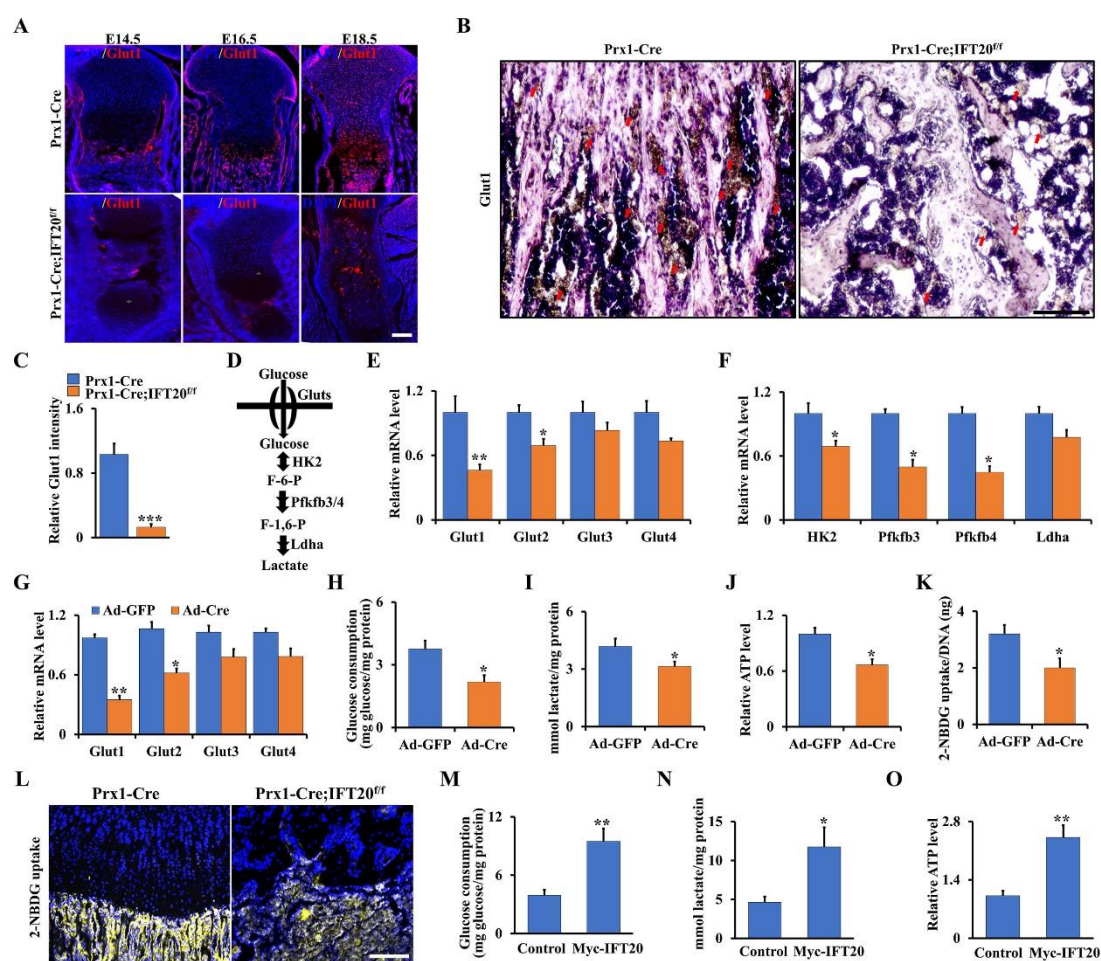 A
E14.5 E16.5 E18.5
/Glut1 /Glut1 /Glut1
Prx1-Cre
/Glut1 /Glut1 /Glut1
Prx1-Cre;IFT20f/f
B
Prx1-Cre Prx1-Cre;IFT20f/f
Glut1
C
Prx1-Cre
Prx1-Cre;IFT20f/f
Relative Glut1 intensity
1.6
1.0
0.4
***
D
Glucose
Gluts
Glucose
HK2
F-6-P
Pfkfb3/4
F-1,6-P
Ldha
Lactate
E
Relative mRNA level
1.2
0.6
0
** *
Glut1 Glut2 Glut3 Glut4
F
Relative mRNA level
1.2
0.6
0
* * *
HK2 Pfkfb3 Pfkfb4 Ldha
G
Ad-GFP Ad-Cre
Relative mRNA level
1.2
0.6
0
** *
Glut1 Glut2 Glut3 Glut4
H
Glucose consumption
(mg glucose/mg protein)
6
3
0
*
Ad-GFP Ad-Cre
I
mmol lactate/mg protein
6
3
0
*
Ad-GFP Ad-Cre
J
Relative ATP level
1.2
0.6
0
*
Ad-GFP Ad-Cre
K
2-NBDG uptake/DNA (ng)
4
2
0
*
Ad-GFP Ad-Cre
L
Prx1-Cre Prx1-Cre;IFT20f/f
2-NBDG uptake
M
Glucose consumption
(mg glucose/mg protein)
12
6
0
**
Control Myc-IFT20
N
mmol lactate/mg protein
15
10
5
0
*
Control Myc-IFT20
O
Relative ATP level
2.8
1.4
0
**
Control Myc-IFT20